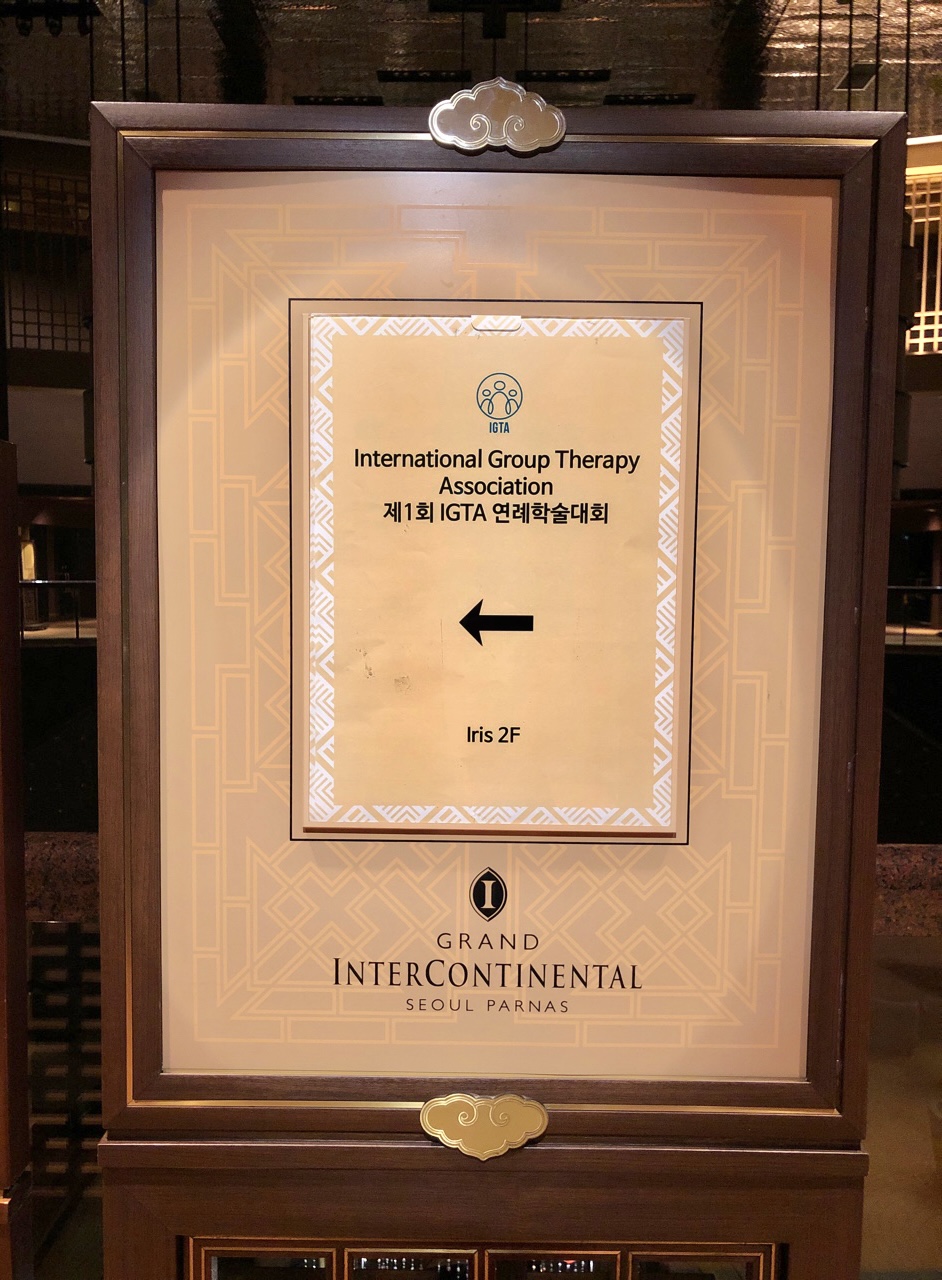 IGTA
International Group Therapy
Association
제1회 IGTA 연례학술대회
Iris 2F
I
GRAND
INTERCONTINENTAL
SEOUL PARNAS